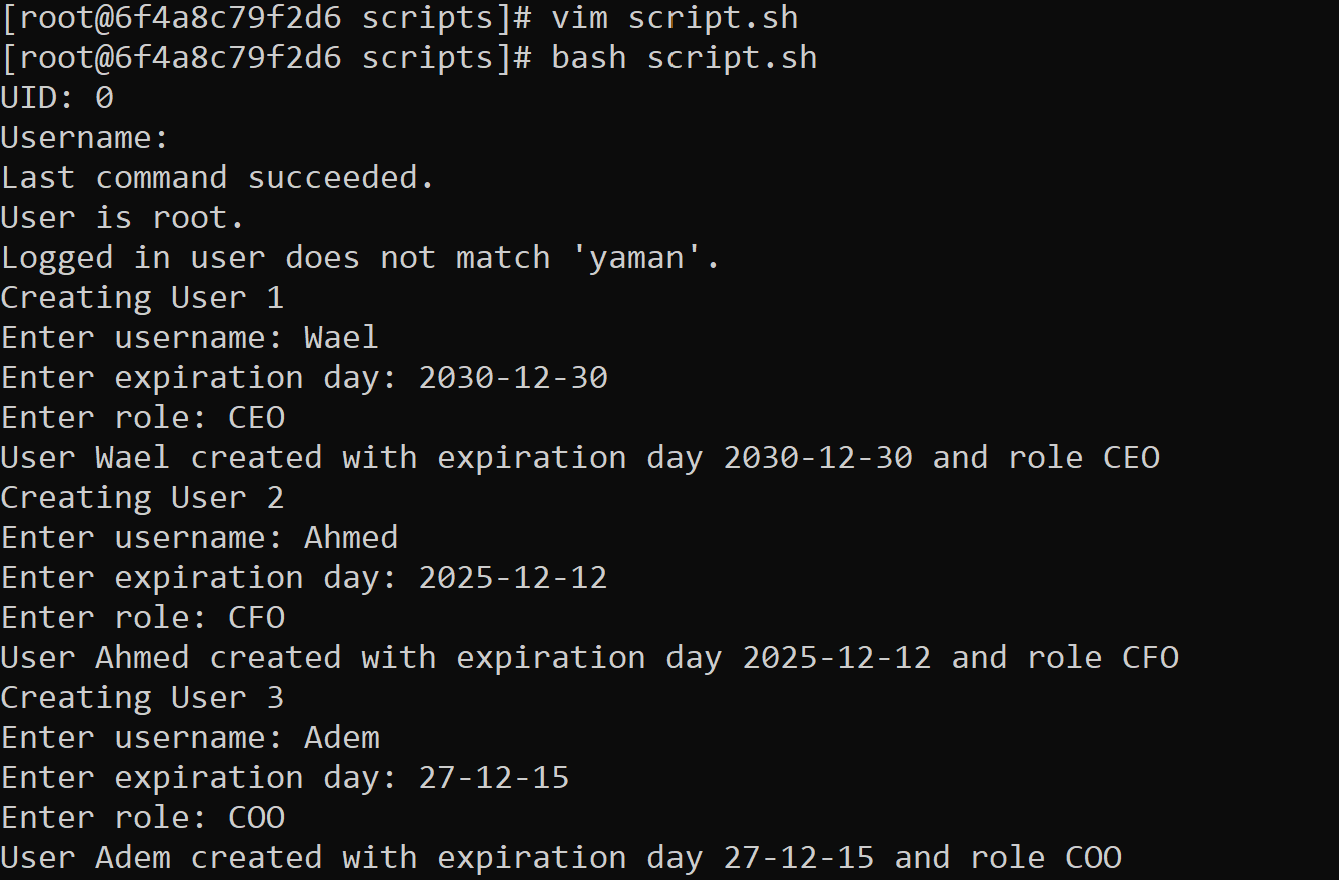 [root@6f4a8c79f2d6 scripts]# vim script.sh
[root@6f4a8c79f2d6 scripts]# bash script.sh
UID: 0
Username:
Last command succeeded.
User is root.
Logged in user does not match 'yaman'.
Creating User 1
Enter username: Wael
Enter expiration day: 2030-12-30
Enter role: CEO
User Wael created with expiration day 2030-12-30 and role CEO
Creating User 2
Enter username: Ahmed
Enter expiration day: 2025-12-12
Enter role: CFO
User Ahmed created with expiration day 2025-12-12 and role CFO
Creating User 3
Enter username: Adem
Enter expiration day: 27-12-15
Enter role: COO
User Adem created with expiration day 27-12-15 and role COO